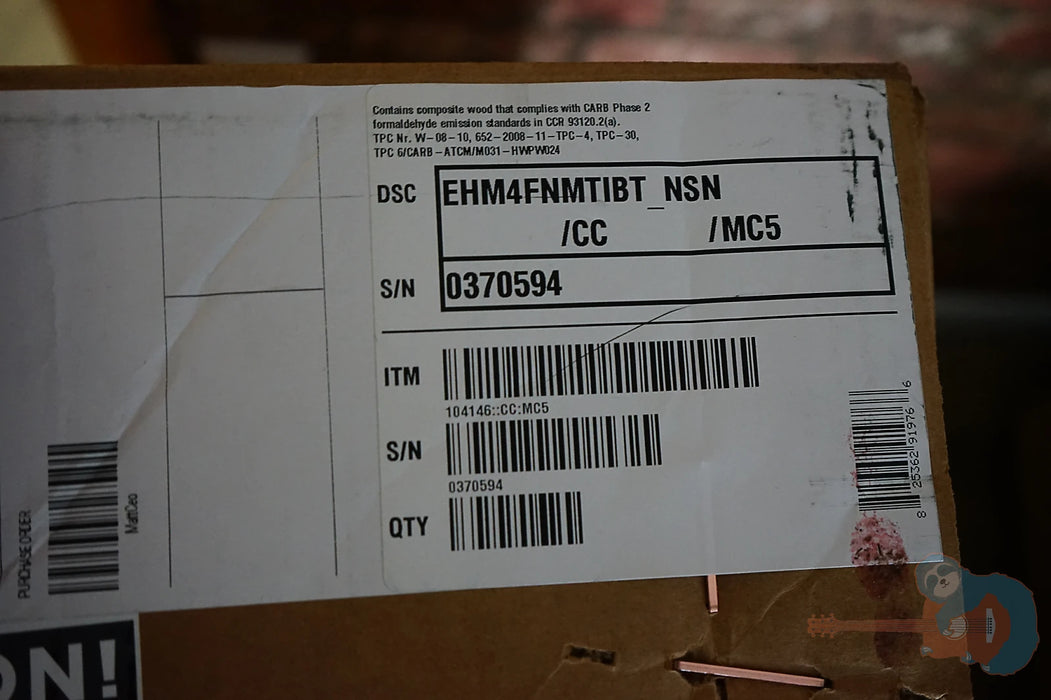 Contains composite wood that complies with CARB Phase 2
formaldehyde emission standards in CCR 93120.2(a).
TPC Nr. W-08-10, 652-2008-11-TPC-4, TPC-30,
TPC 6/CARB-ATCM/M031-HWPW024
DSC EHM4FNMTIBT_NSN
/CC /MC5
S/N 0370594
ITM
104146::CC:MC5
S/N
0370594
QTY
8 25362 91976 6
PURCHASE ORDER
MattCeo
ON!